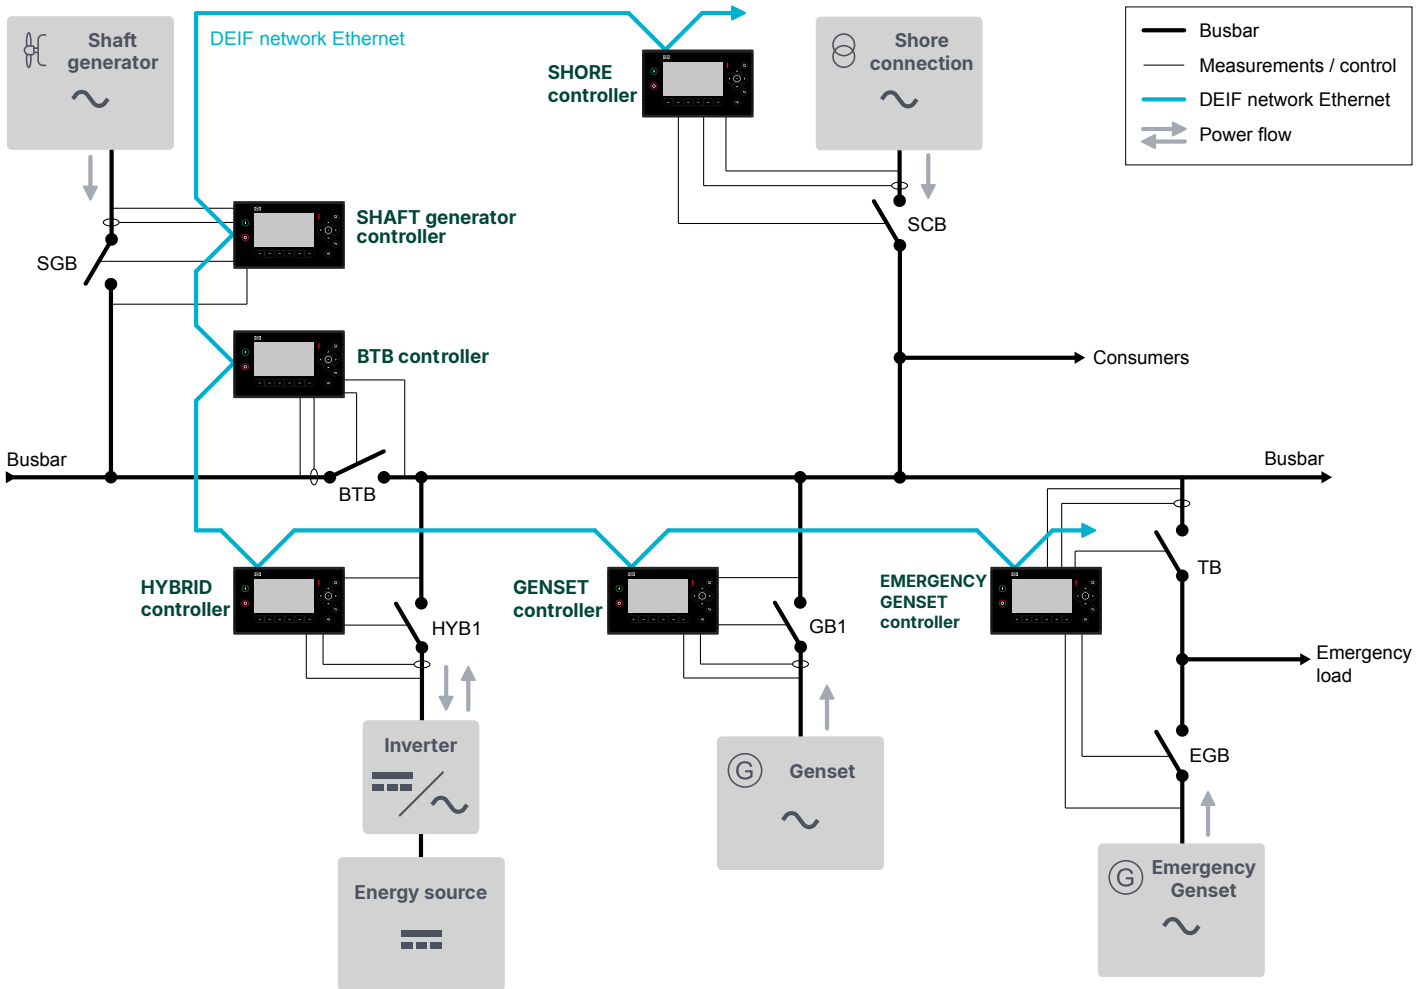 Shaft
generator
DEIF network Ethernet
SHORE
controller
Shore
connection
Busbar
Measurements / control
DEIF network Ethernet
Power flow
SHAFT generator
controller
SGB
SCB
BTB controller
Consumers
Busbar
BTB
Busbar
HYBRID
controller
HYB1
GENSET
controller
GB1
EMERGENCY
GENSET
controller
TB
Emergency
load
Inverter
G
Genset
EGB
Energy source
G
Emergency
Genset